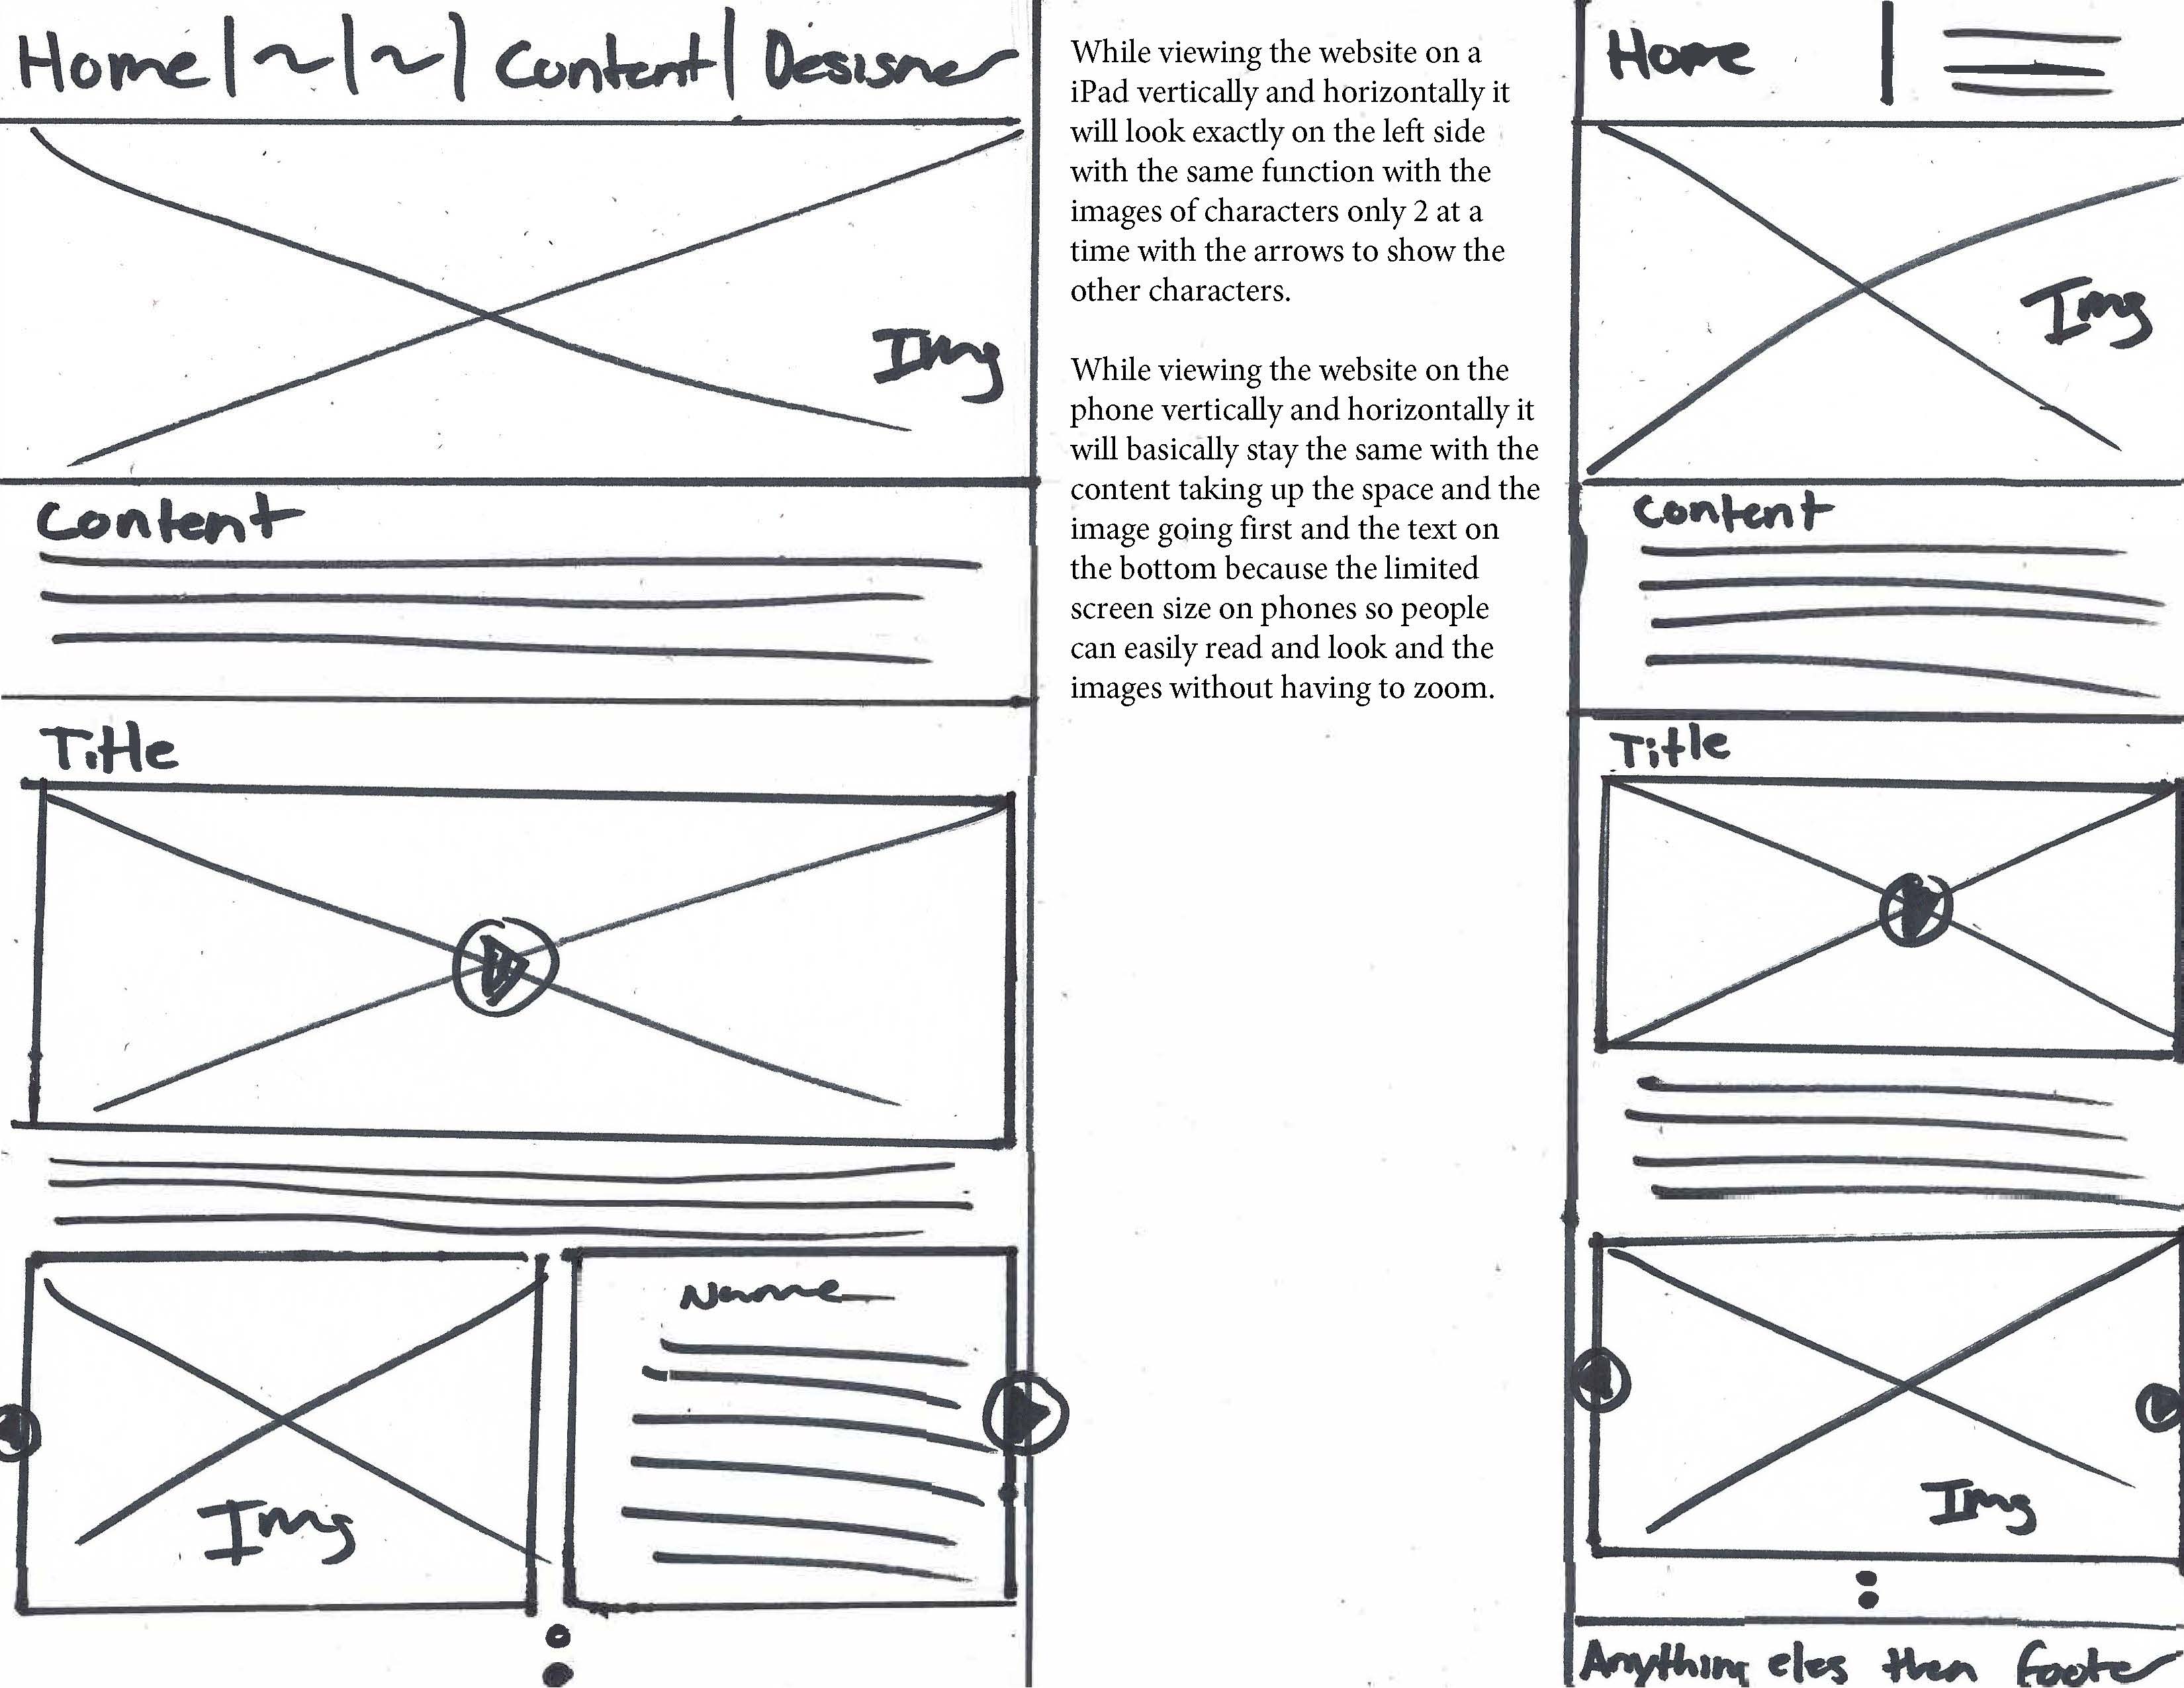 Home | ~ | ~ | Content | Designer
Img
Content
Title
Name
Img
While viewing the website on a
iPad vertically and horizontally it
will look exactly on the left side
with the same function with the
images of characters only 2 at a
time with the arrows to show the
other characters.
While viewing the website on the
phone vertically and horizontally it
will basically stay the same with the
content taking up the space and the
image going first and the text on
the bottom because the limited
screen size on phones so people
can easily read and look and the
images without having to zoom.
Home |
Img
Content
Title
Img
Anything eles then footer